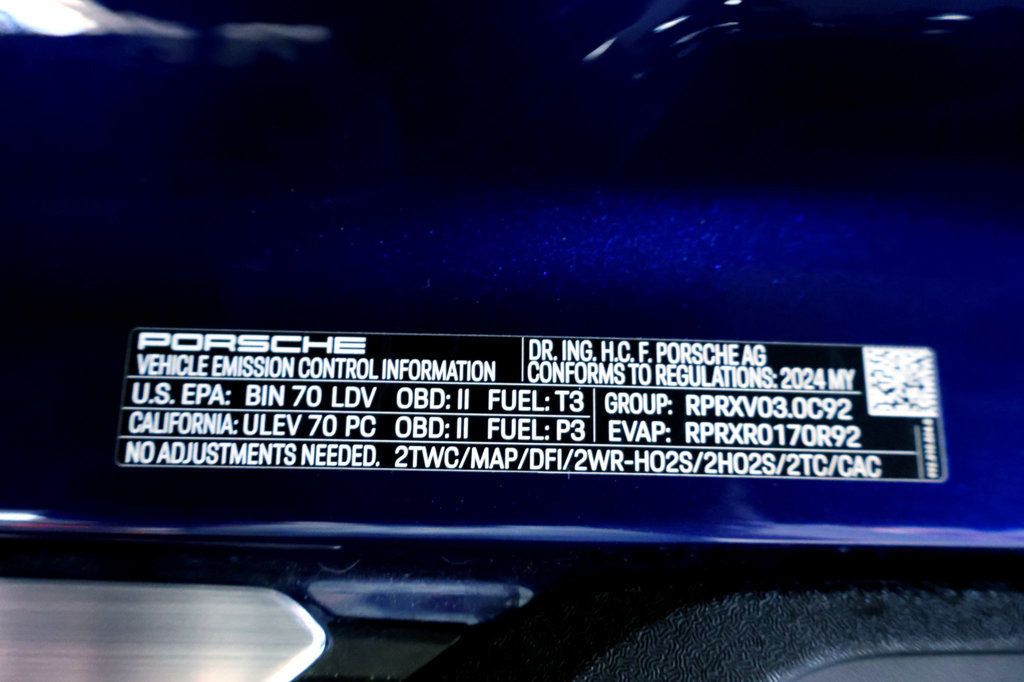 PORSCHE
VEHICLE EMISSION CONTROL INFORMATION
DR. ING. H.C. F. PORSCHE AG
CONFORMS TO REGULATIONS: 2024 MY
U.S. EPA: BIN 70 LDV OBD: II FUEL: T3
CALIFORNIA: ULEV 70 PC OBD: II FUEL: P3
GROUP: RPRXV03.0C92
EVAP: RPRXR0170R92
NO ADJUSTMENTS NEEDED. 2TWC/MAP/DFI/2WR-HO2S/2HO2S/2TC/CAC